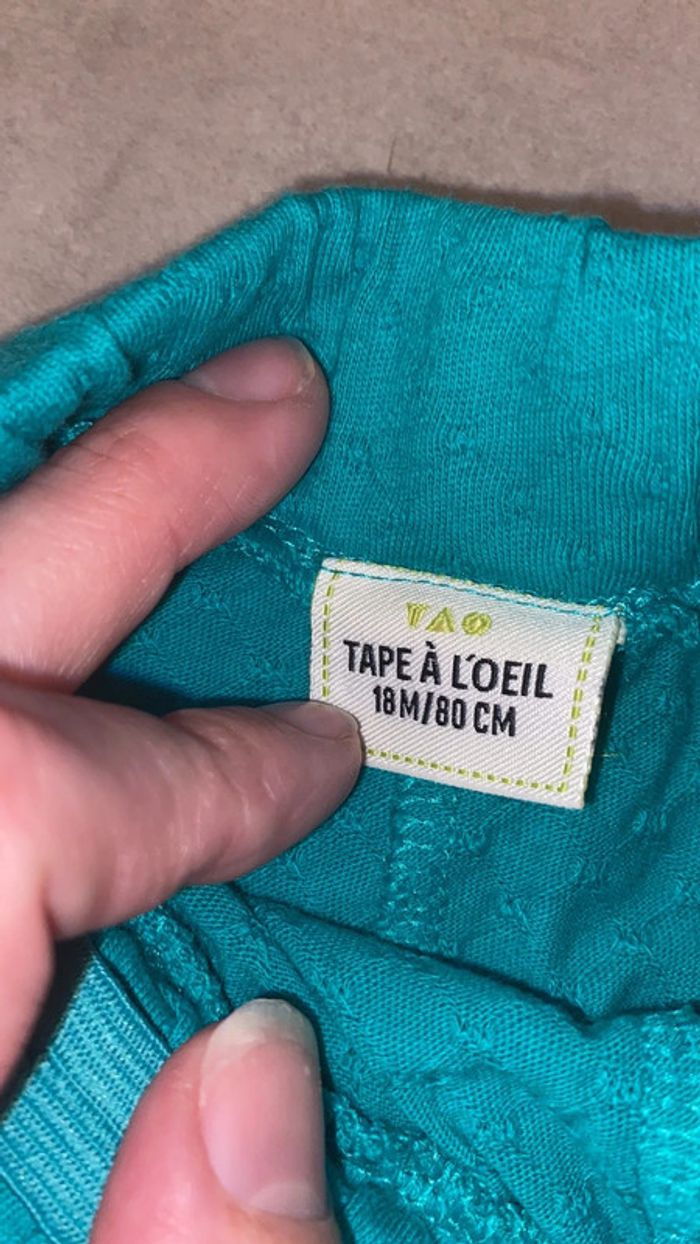 TAO
TAPE À L'OEIL
18M/80 CM